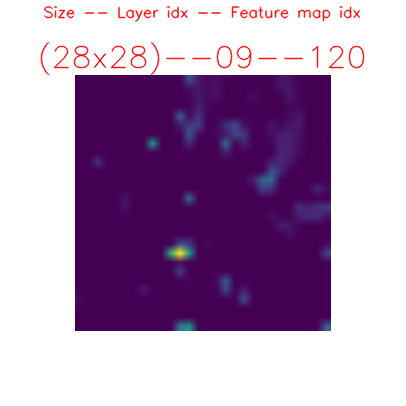 Size -- Layer idx -- Feature map idx
(28x28)--09--120